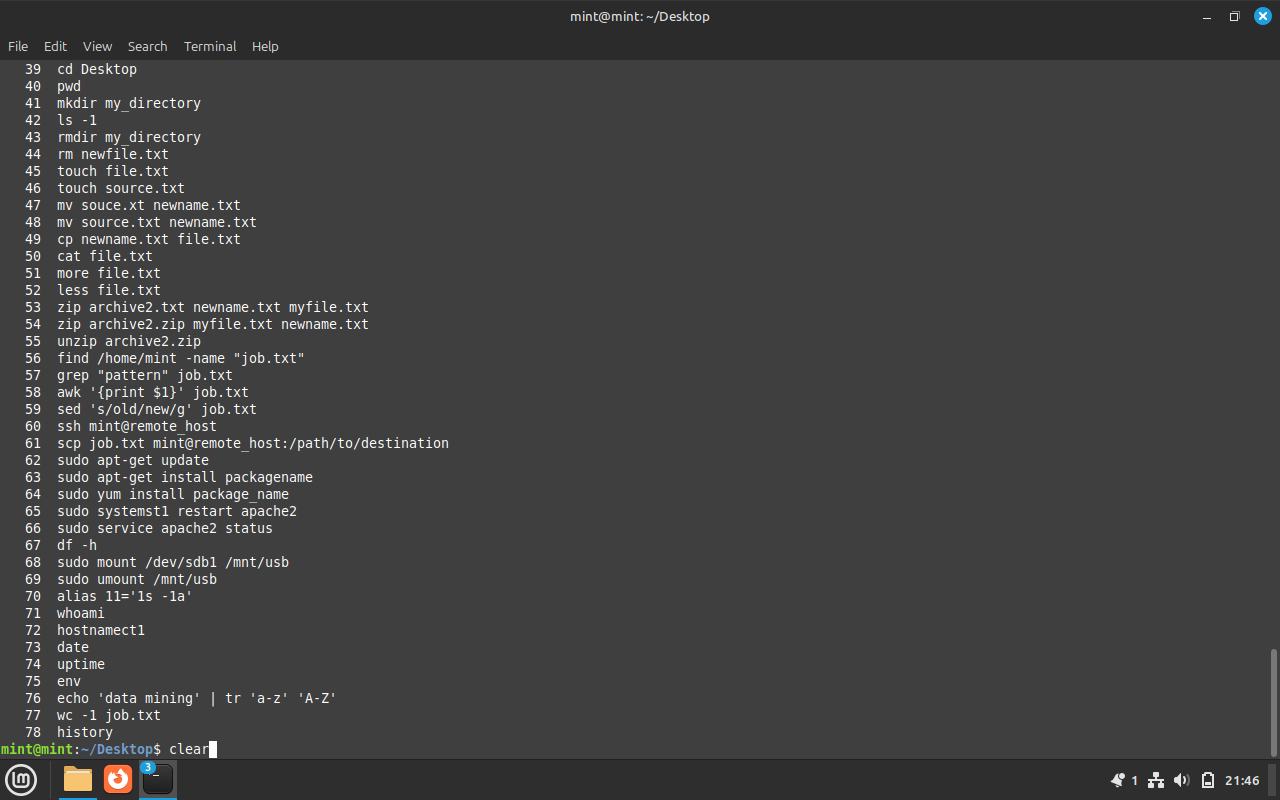 mint@mint: ~/Desktop
File Edit View Search Terminal Help
39 cd Desktop
40 pwd
41 mkdir my_directory
42 ls -1
43 rmdir my_directory
44 rm newfile.txt
45 touch file.txt
46 touch source.txt
47 mv souce.xt newname.txt
48 mv source.txt newname.txt
49 cp newname.txt file.txt
50 cat file.txt
51 more file.txt
52 less file.txt
53 zip archive2.txt newname.txt myfile.txt
54 zip archive2.zip myfile.txt newname.txt
55 unzip archive2.zip
56 find /home/mint -name "job.txt"
57 grep "pattern" job.txt
58 awk '{print $1}' job.txt
59 sed 's/old/new/g' job.txt
60 ssh mint@remote_host
61 scp job.txt mint@remote_host:/path/to/destination
62 sudo apt-get update
63 sudo apt-get install packagename
64 sudo yum install package_name
65 sudo systemst1 restart apache2
66 sudo service apache2 status
67 df -h
68 sudo mount /dev/sdb1 /mnt/usb
69 sudo umount /mnt/usb
70 alias 11='1s -1a'
71 whoami
72 hostnamect1
73 date
74 uptime
75 env
76 echo 'data mining' | tr 'a-z' 'A-Z'
77 wc -1 job.txt
78 history
mint@mint:~/Desktop$ clear
3
1
21:46